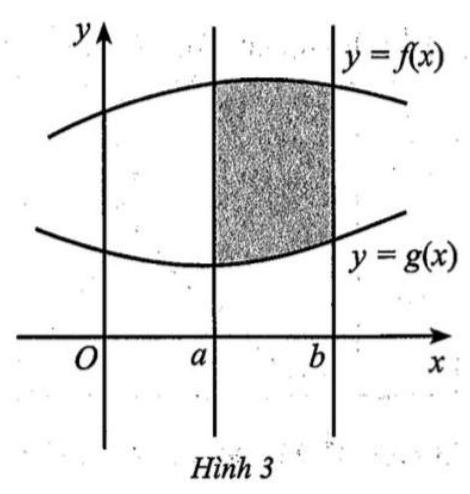 y
y = f(x)
y = g(x)
O
a
b
x
Hình 3